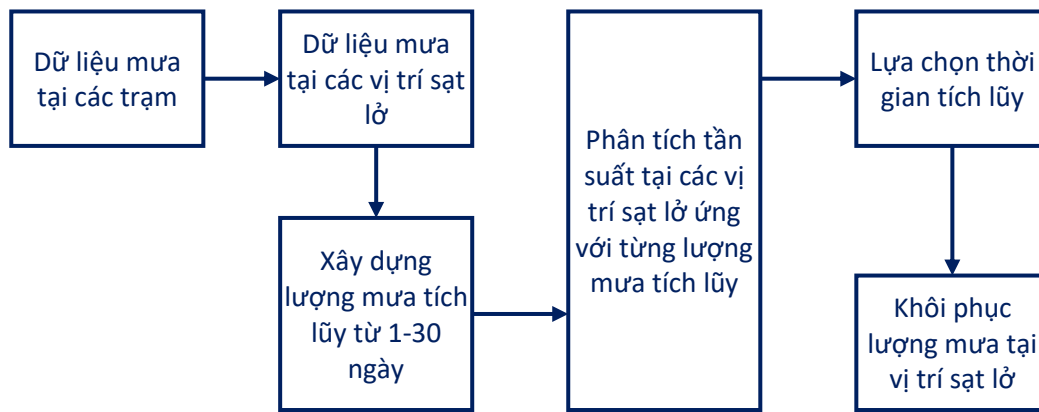 Dữ liệu mưa
tại các trạm
Dữ liệu mưa
tại các vị trí sạt
lở
Xây dựng
lượng mưa tích
lũy từ 1-30
ngày
Phân tích tần
suất tại các vị
trí sạt lở ứng
với từng lượng
mưa tích lũy
Lựa chọn thời
gian tích lũy
Khôi phục
lượng mưa tại
vị trí sạt lở